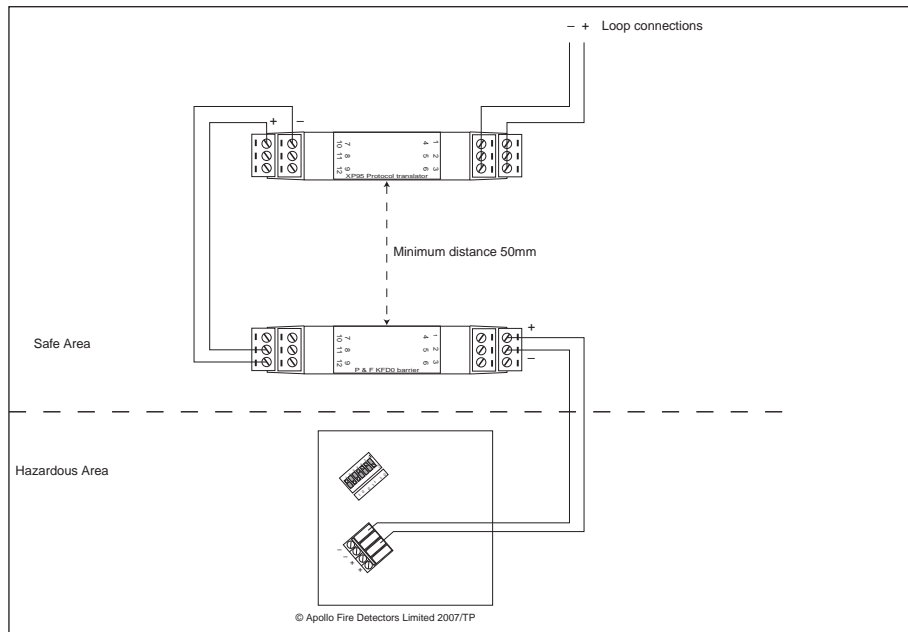 – + Loop connections
+ –
10 7 4 1
11 8 5 2
12 9 6 3
XP95 Protocol translator
Minimum distance 50mm
Safe Area
10 7 4 1
11 8 5 2
12 9 6 3
+
–
P & F KFD0 barrier
Hazardous Area
–
–
+
+
© Apollo Fire Detectors Limited 2007/TP